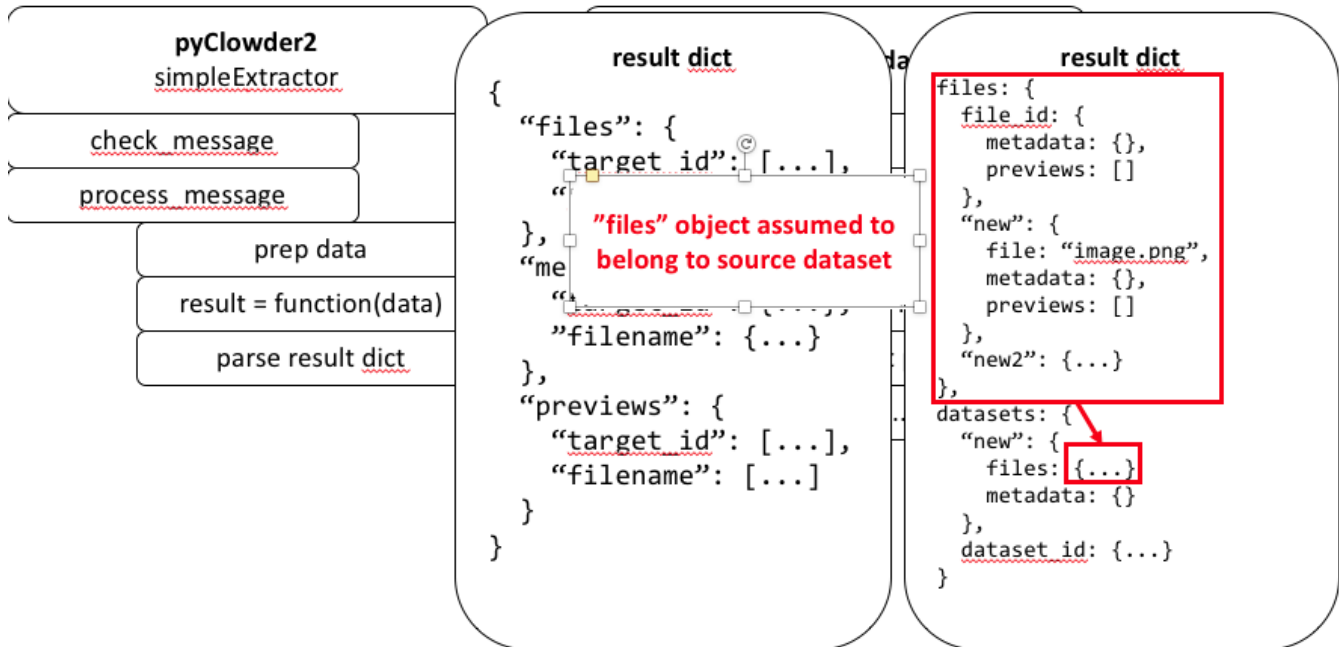 pyClowder2
simpleExtractor
check_message
process_message
prep data
result = function(data)
parse result dict
result dict
{
“files”: {
“target_id”: [...],
“
},
“me
”filename”: {...}
},
“previews”: {
“target_id”: [...],
“filename”: [...]
}
}
”files” object assumed to
belong to source dataset
da
result dict
files: {
file_id: {
metadata: {},
previews: []
},
“new”: {
file: “image.png”,
metadata: {},
previews: []
},
“new2”: {...}
},
datasets: {
“new”: {
files: {...}
metadata: {}
},
dataset_id: {...}
}